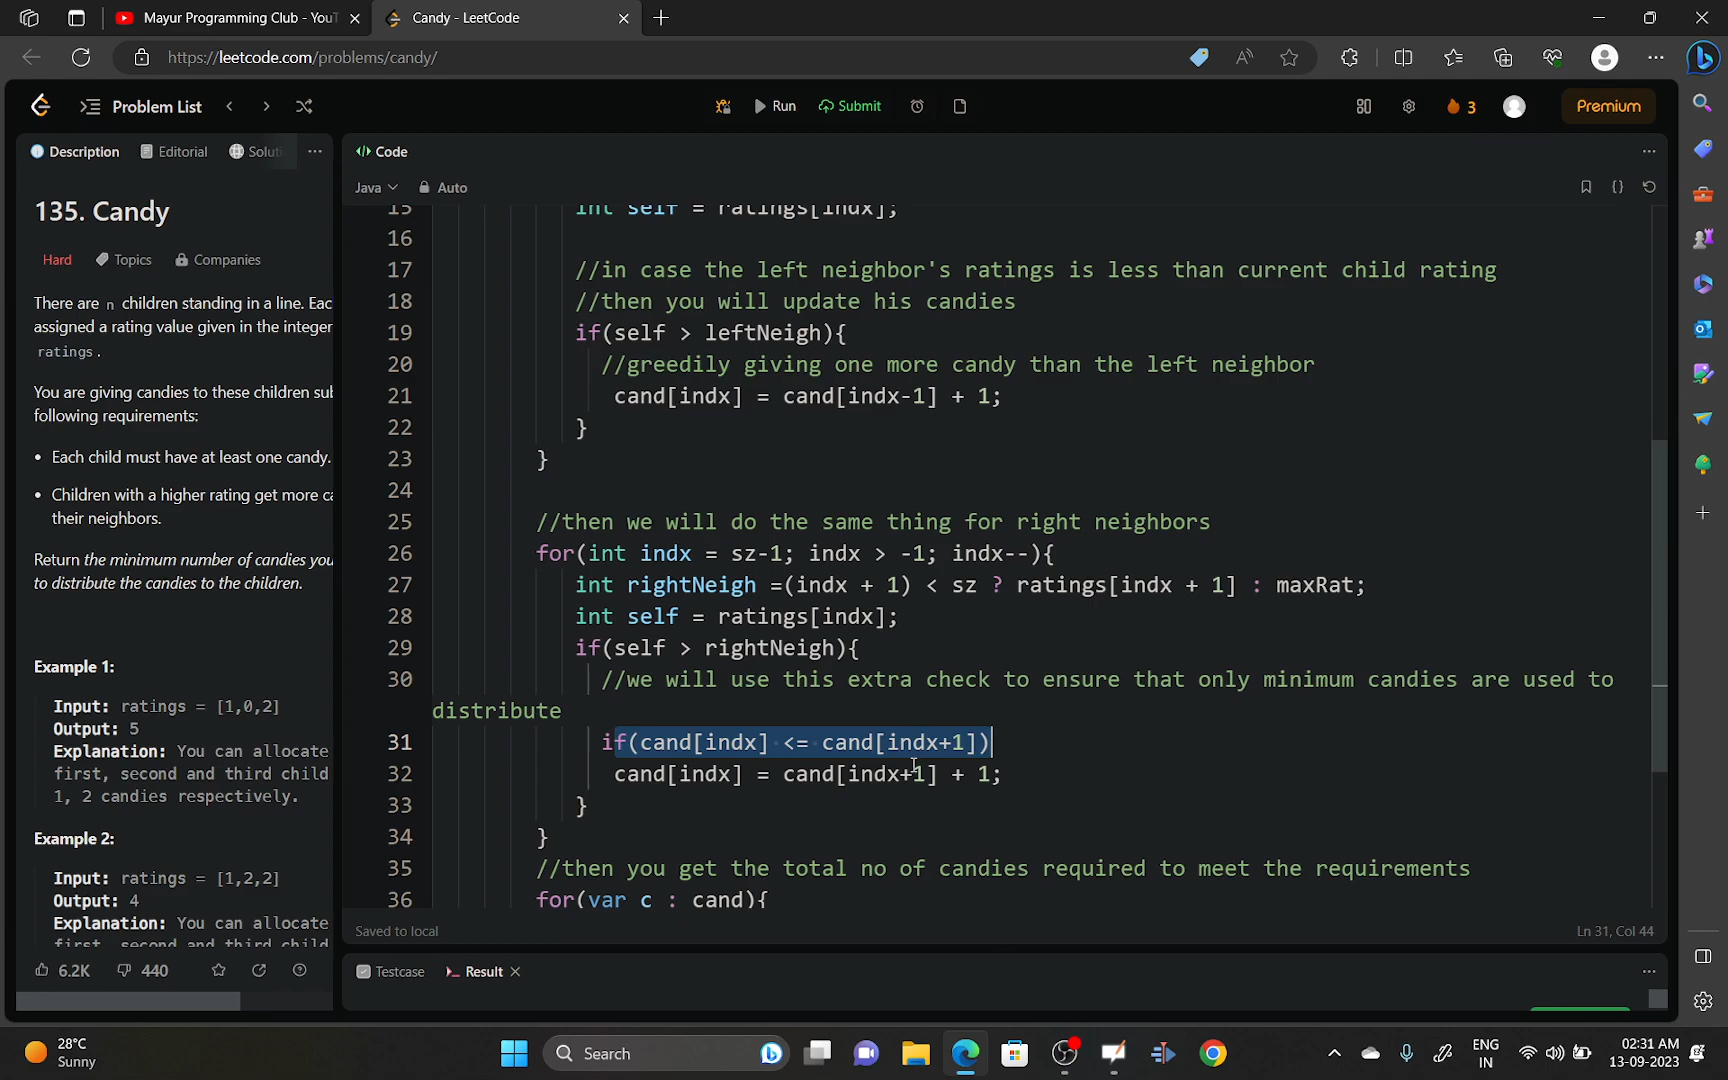 Mayur Programming Club - YouT
Candy - LeetCode
https://leetcode.com/problems/candy/
Problem List
Run
Submit
3
Premium
Description
Editorial
Soluti
</> Code
Java
Auto
135. Candy
Hard
Topics
Companies
There are n children standing in a line. Eac
assigned a rating value given in the integer
ratings.
You are giving candies to these children sub
following requirements:
• Each child must have at least one candy.
• Children with a higher rating get more ca
their neighbors.
Return the minimum number of candies you
to distribute the candies to the children.
Example 1:
Input: ratings = [1,0,2]
Output: 5
Explanation: You can allocate
first, second and third child
1, 2 candies respectively.
Example 2:
Input: ratings = [1,2,2]
Output: 4
Explanation: You can allocate
first, second and third child
6.2K
440
15 int self = ratings[indx];
16
17 //in case the left neighbor's ratings is less than current child rating
18 //then you will update his candies
19 if(self > leftNeigh){
20 //greedily giving one more candy than the left neighbor
21 cand[indx] = cand[indx-1] + 1;
22 }
23 }
24
25 //then we will do the same thing for right neighbors
26 for(int indx = sz-1; indx > -1; indx--){
27 int rightNeigh =(indx + 1) < sz ? ratings[indx + 1] : maxRat;
28 int self = ratings[indx];
29 if(self > rightNeigh){
30 //we will use this extra check to ensure that only minimum candies are used to
distribute
31 if(cand[indx] <= cand[indx+1])
32 cand[indx] = cand[indx+1] + 1;
33 }
34 }
35 //then you get the total no of candies required to meet the requirements
36 for(var c : cand){
Saved to local
Ln 31, Col 44
Testcase
Result
28°C
Sunny
Search
ENG
IN
02:31 AM
13-09-2023